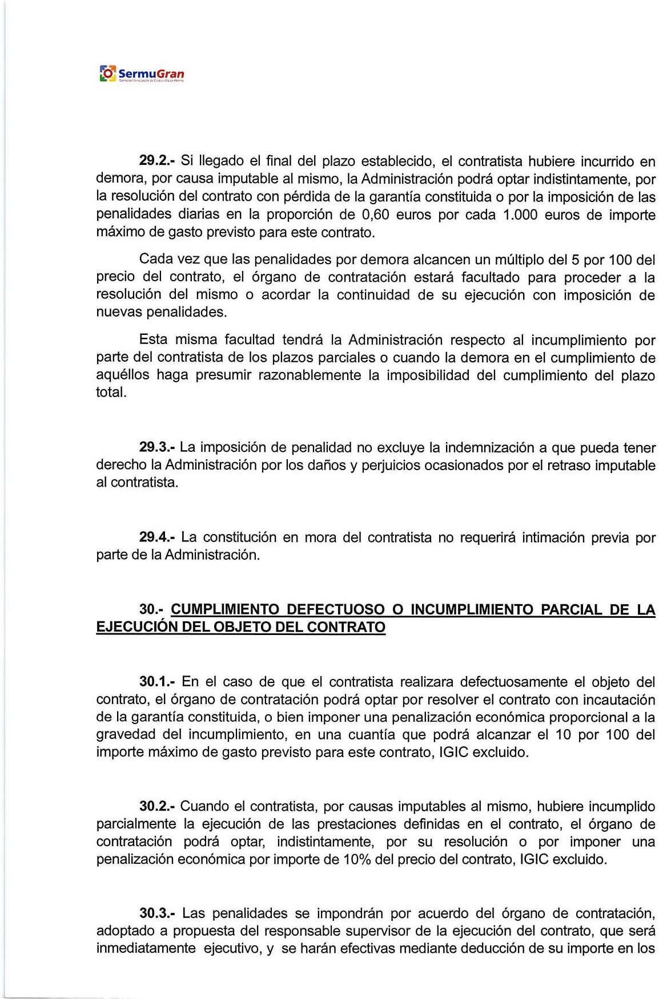 SermuGran
29.2.- Si llegado el final del plazo establecido, el contratista hubiere incurrido en
demora, por causa imputable al mismo, la Administración podrá optar indistintamente, por
la resolución del contrato con pérdida de la garantía constituida o por la imposición de las
penalidades diarias en la proporción de 0,60 euros por cada 1.000 euros de importe
máximo de gasto previsto para este contrato.
Cada vez que las penalidades por demora alcancen un múltiplo del 5 por 100 del
precio del contrato, el órgano de contratación estará facultado para proceder a la
resolución del mismo o acordar la continuidad de su ejecución con imposición de
nuevas penalidades.
Esta misma facultad tendrá la Administración respecto al incumplimiento por
parte del contratista de los plazos parciales o cuando la demora en el cumplimiento de
aquéllos haga presumir razonablemente la imposibilidad del cumplimiento del plazo
total.
29.3.- La imposición de penalidad no excluye la indemnización a que pueda tener
derecho la Administración por los daños y perjuicios ocasionados por el retraso imputable
al contratista.
29.4.- La constitución en mora del contratista no requerirá intimación previa por
parte de la Administración.
30.- CUMPLIMIENTO DEFECTUOSO O INCUMPLIMIENTO PARCIAL DE LA
EJECUCIÓN DEL OBJETO DEL CONTRATO
30.1.- En el caso de que el contratista realizara defectuosamente el objeto del
contrato, el órgano de contratación podrá optar por resolver el contrato con incautación
de la garantía constituida, o bien imponer una penalización económica proporcional a la
gravedad del incumplimiento, en una cuantía que podrá alcanzar el 10 por 100 del
importe máximo de gasto previsto para este contrato, IGIC excluido.
30.2.- Cuando el contratista, por causas imputables al mismo, hubiere incumplido
parcialmente la ejecución de las prestaciones definidas en el contrato, el órgano de
contratación podrá optar, indistintamente, por su resolución o por imponer una
penalización económica por importe de 10% del precio del contrato, IGIC excluido.
30.3.- Las penalidades se impondrán por acuerdo del órgano de contratación,
adoptado a propuesta del responsable supervisor de la ejecución del contrato, que será
inmediatamente ejecutivo, y se harán efectivas mediante deducción de su importe en los